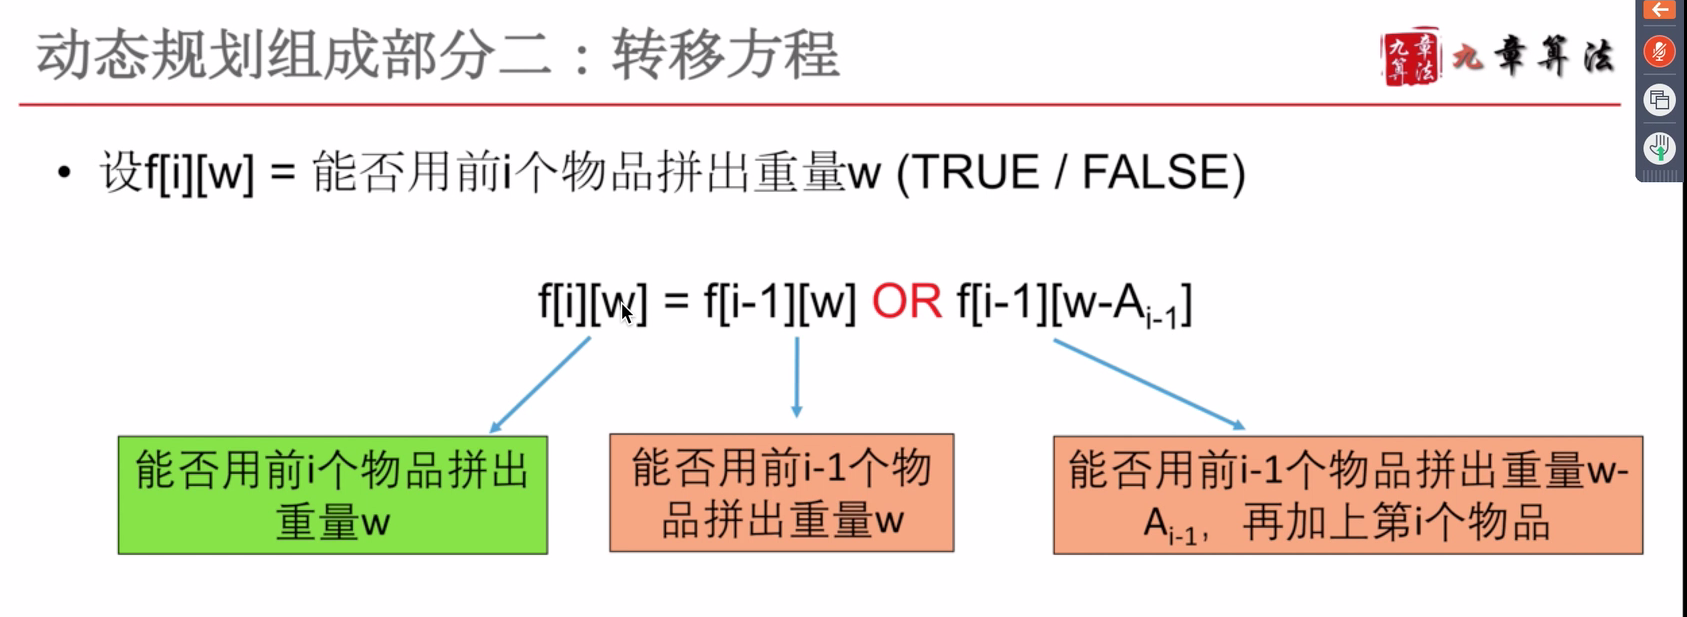 动态规划组成部分二：转移方程
九章算法
九章算法
• 设f[i][w] = 能否用前i个物品拼出重量w (TRUE / FALSE)
f[i][w] = f[i-1][w] OR f[i-1][w-Ai-1]
能否用前i个物品拼出
重量w
能否用前i-1个物
品拼出重量w
能否用前i-1个物品拼出重量w-
Ai-1，再加上第i个物品